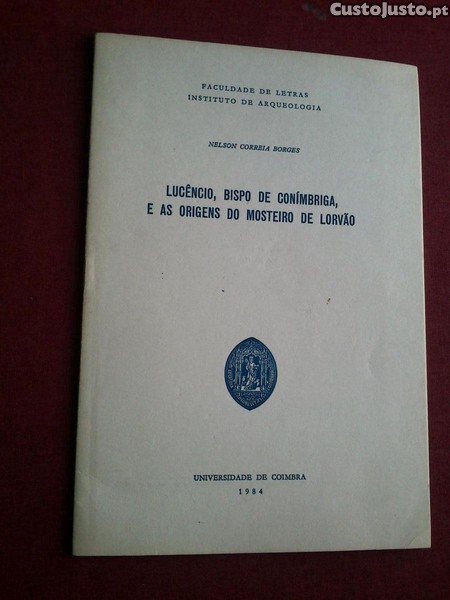 CustoJusto.pt
FACULDADE DE LETRAS
INSTITUTO DE ARQUEOLOGIA
NELSON CORREIA BORGES
LUCÊNCIO, BISPO DE CONÍMBRIGA,
E AS ORIGENS DO MOSTEIRO DE LORVÃO
UNIVERSIDADE DE COIMBRA
1984